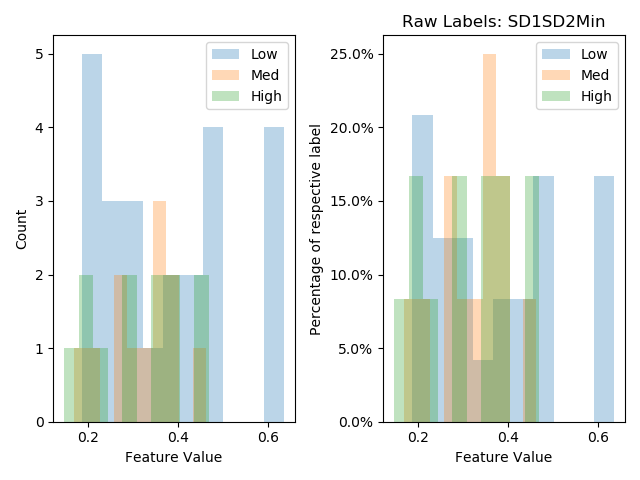 Raw Labels: SD1SD2Min
5
4
3
2
1
0
Count
0.2
0.4
0.6
Feature Value
Low
Med
High
25.0%
20.0%
15.0%
10.0%
5.0%
0.0%
Percentage of respective label
0.2
0.4
0.6
Feature Value
Low
Med
High